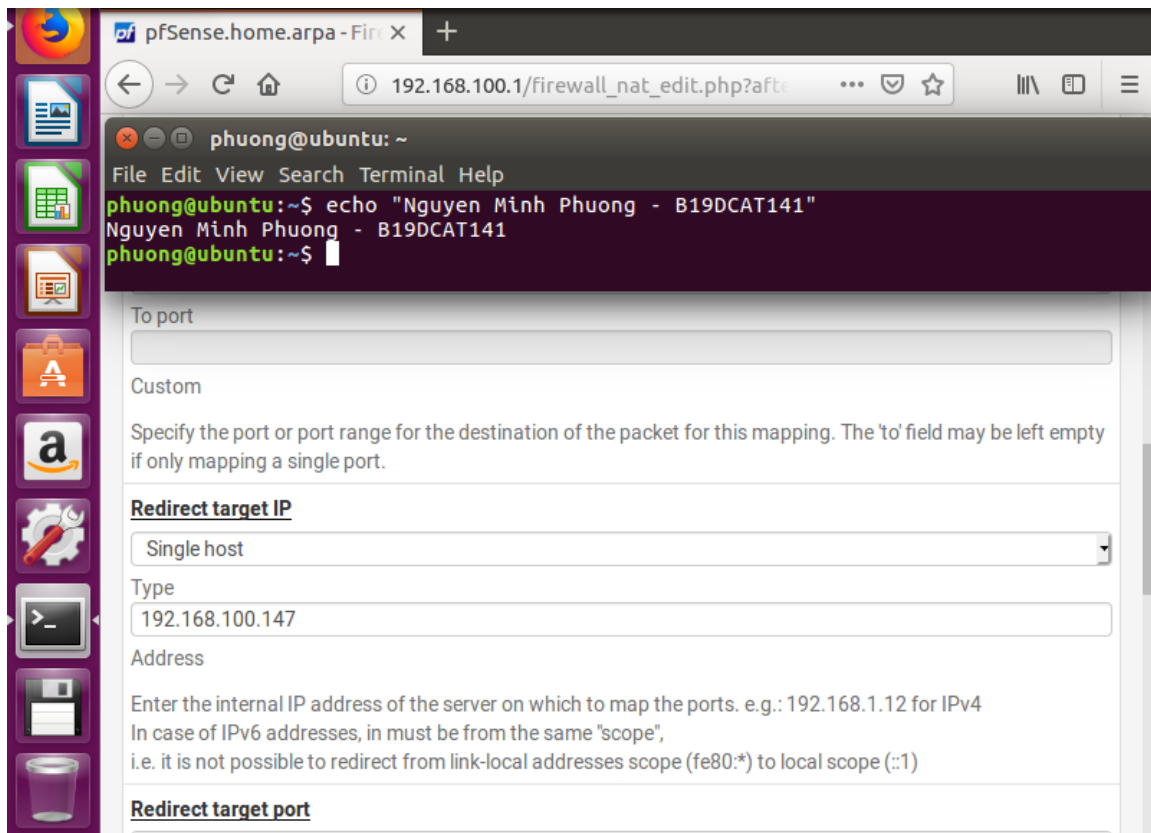 pf pfSense.home.arpa - Fir
192.168.100.1/firewall_nat_edit.php?afte
phuong@ubuntu: ~
File Edit View Search Terminal Help
phuong@ubuntu:~$ echo "Nguyen Minh Phuong - B19DCAT141"
Nguyen Minh Phuong - B19DCAT141
phuong@ubuntu:~$
To port
Custom
Specify the port or port range for the destination of the packet for this mapping. The 'to' field may be left empty
if only mapping a single port.
Redirect target IP
Single host
Type
192.168.100.147
Address
Enter the internal IP address of the server on which to map the ports. e.g.: 192.168.1.12 for IPv4
In case of IPv6 addresses, in must be from the same "scope",
i.e. it is not possible to redirect from link-local addresses scope (fe80:*) to local scope (::1)
Redirect target port